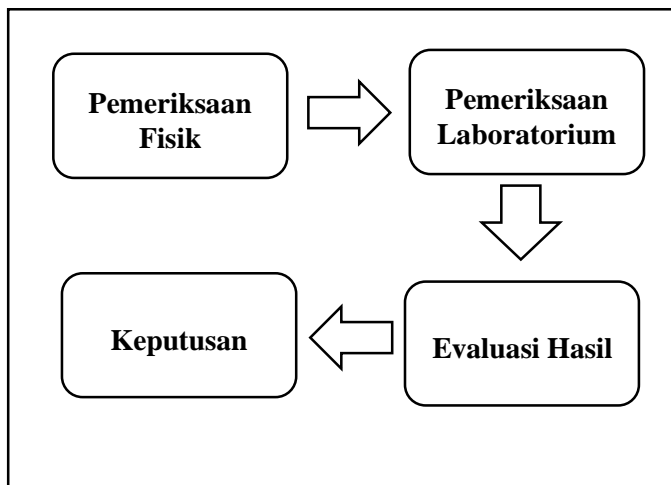 Pemeriksaan
Fisik
Pemeriksaan
Laboratorium
Evaluasi Hasil
Keputusan